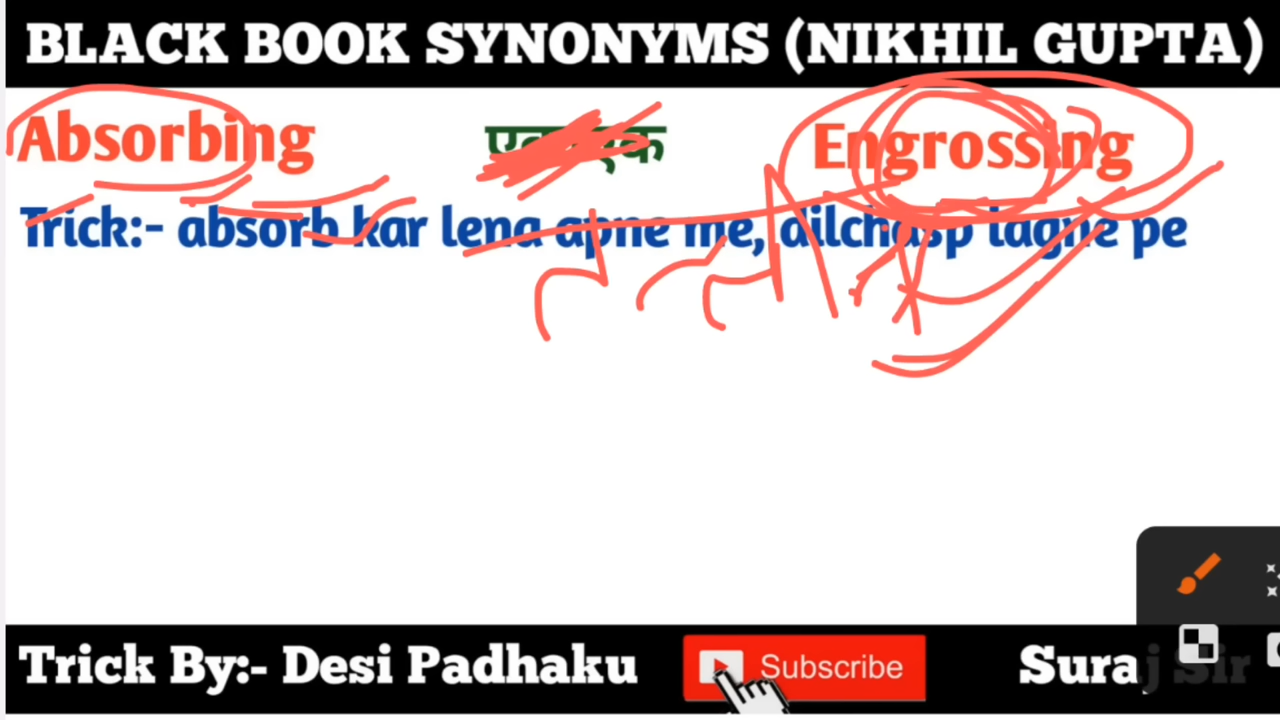 BLACK BOOK SYNONYMS (NIKHIL GUPTA)
Absorbing Engrossing
Trick:- absorb kar lena apne me, dilchasp lagne pe
Trick By:- Desi Padhaku Subscribe Suraj Sir